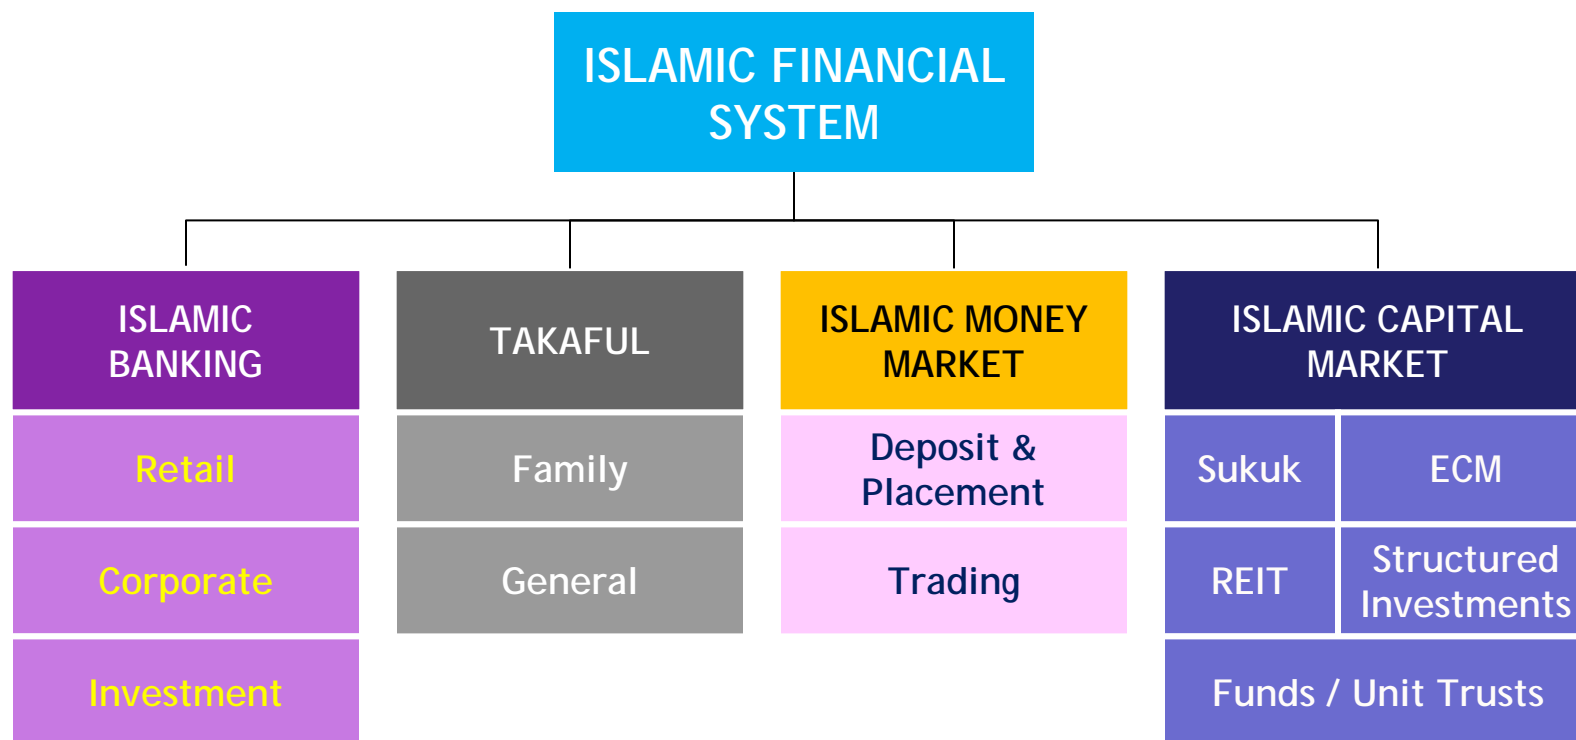 ISLAMIC FINANCIAL
SYSTEM
ISLAMIC
BANKING
Retail
Corporate
Investment
TAKAFUL
Family
General
ISLAMIC MONEY
MARKET
Deposit &
Placement
Trading
ISLAMIC CAPITAL
MARKET
Sukuk
ECM
REIT
Structured
Investments
Funds / Unit Trusts